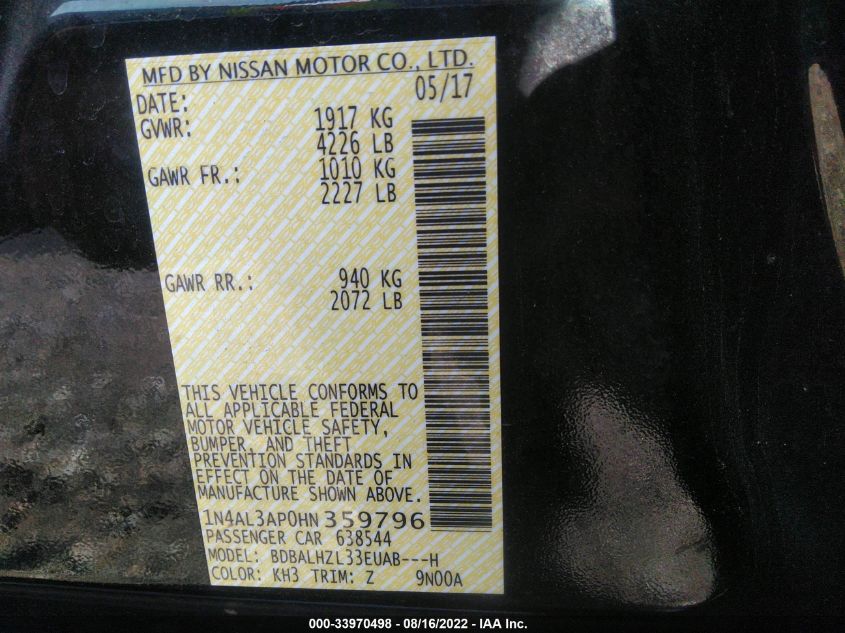 MFD BY NISSAN MOTOR CO., LTD.
DATE: 05/17
GVWR: 1917 KG
4226 LB
GAWR FR.: 1010 KG
2227 LB
GAWR RR.: 940 KG
2072 LB
THIS VEHICLE CONFORMS TO
ALL APPLICABLE FEDERAL
MOTOR VEHICLE SAFETY,
BUMPER, AND THEFT
PREVENTION STANDARDS IN
EFFECT ON THE DATE OF
MANUFACTURE SHOWN ABOVE.
1N4AL3AP0HN359796
PASSENGER CAR 638544
MODEL: BDBALHZL33EUAB---H
COLOR: KH3 TRIM: Z 9N00A
000-33970498 - 08/16/2022 - IAA Inc.